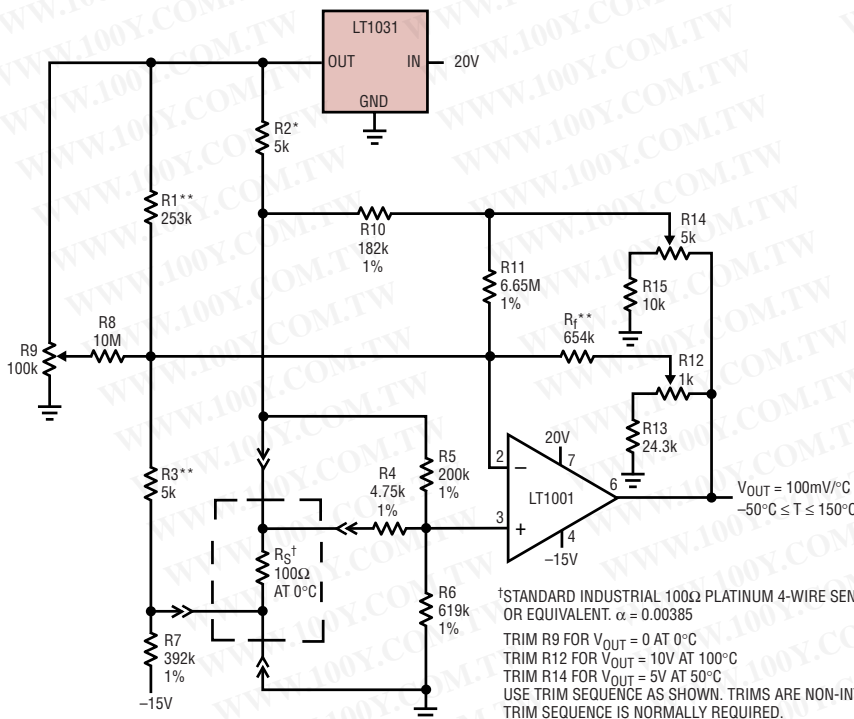 LT1031
OUT
IN
20V
GND
R2*
5k
R1**
253k
R10
182k
1%
R14
5k
R11
6.65M
1%
R15
10k
R8
10M
R9
100k
Rf**
654k
R12
1k
R13
24.3k
R3**
5k
R4
4.75k
1%
R5
200k
1%
20V
2
7
–
LT1001
6
3
+
4
–15V
VOUT = 100mV/°C
–50°C ≤ T ≤ 150°C
RS†
100Ω
AT 0°C
R6
619k
1%
R7
392k
1%
–15V
†STANDARD INDUSTRIAL 100Ω PLATINUM 4-WIRE SEN
OR EQUIVALENT. α = 0.00385
TRIM R9 FOR VOUT = 0 AT 0°C
TRIM R12 FOR VOUT = 10V AT 100°C
TRIM R14 FOR VOUT = 5V AT 50°C
USE TRIM SEQUENCE AS SHOWN. TRIMS ARE NON-IN
TRIM SEQUENCE IS NORMALLY REQUIRED.
WWW.100Y.COM.TW